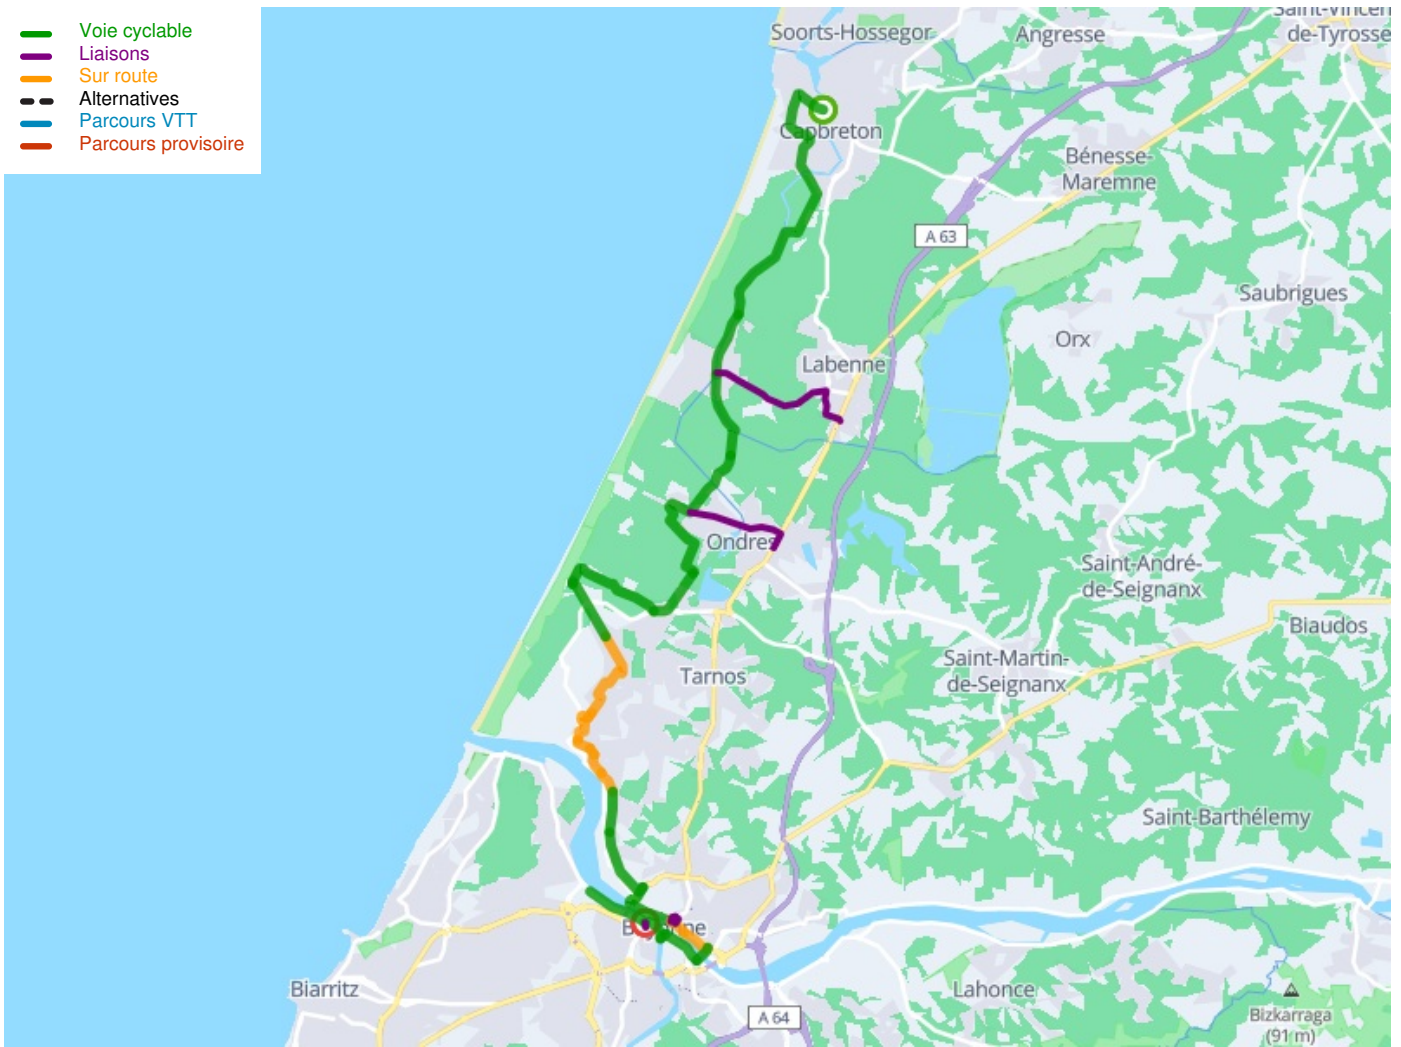 Voie cyclable
Liaisons
Sur route
Alternatives
Parcours VTT
Parcours provisoire
Soorts-Hossegor
Angresse
Saint-Vincen
de-Tyrosse
Capbreton
Bénesse-
Maremne
A 63
Saubrigues
Orx
Labenne
Ondres
Saint-André-
de-Seignanx
Biaudos
Saint-Martin-
de-Seignanx
Tarnos
Saint-Barthélemy
Biarritz
Lahonce
A 64
Bizkarraga
(91 m)